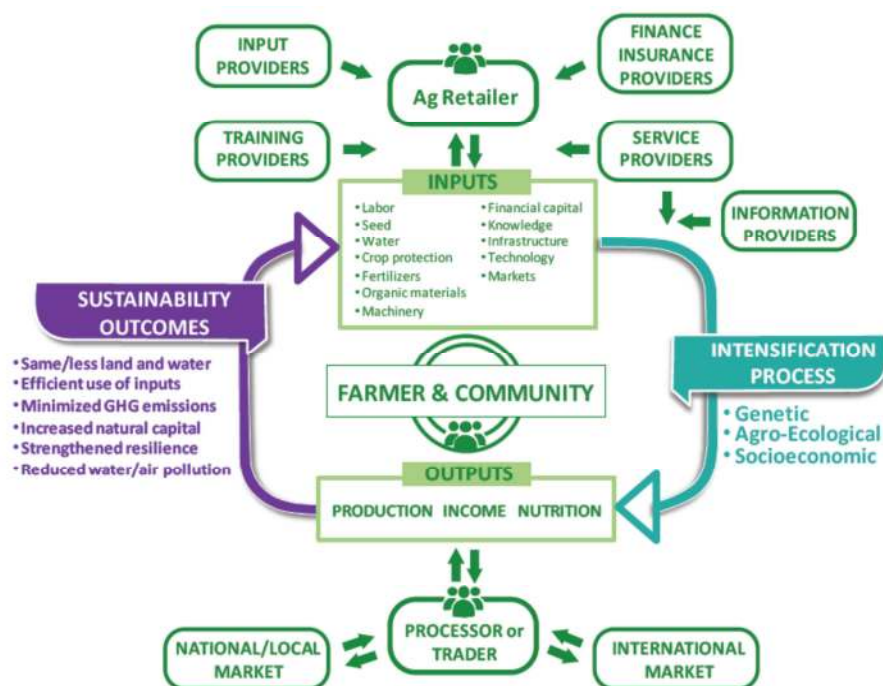 INPUT
PROVIDERS
Ag Retailer
FINANCE
INSURANCE
PROVIDERS
TRAINING
PROVIDERS
SERVICE
PROVIDERS
INFORMATION
PROVIDERS
INPUTS
• Labor
• Seed
• Water
• Crop protection
• Fertilizers
• Organic materials
• Machinery
• Financial capital
• Knowledge
• Infrastructure
• Technology
• Markets
SUSTAINABILITY
OUTCOMES
• Same/less land and water
• Efficient use of inputs
• Minimized GHG emissions
• Increased natural capital
• Strengthened resilience
• Reduced water/air pollution
FARMER & COMMUNITY
INTENSIFICATION
PROCESS
• Genetic
• Agro-Ecological
• Socioeconomic
OUTPUTS
PRODUCTION INCOME NUTRITION
PROCESSOR or
TRADER
NATIONAL/LOCAL
MARKET
INTERNATIONAL
MARKET